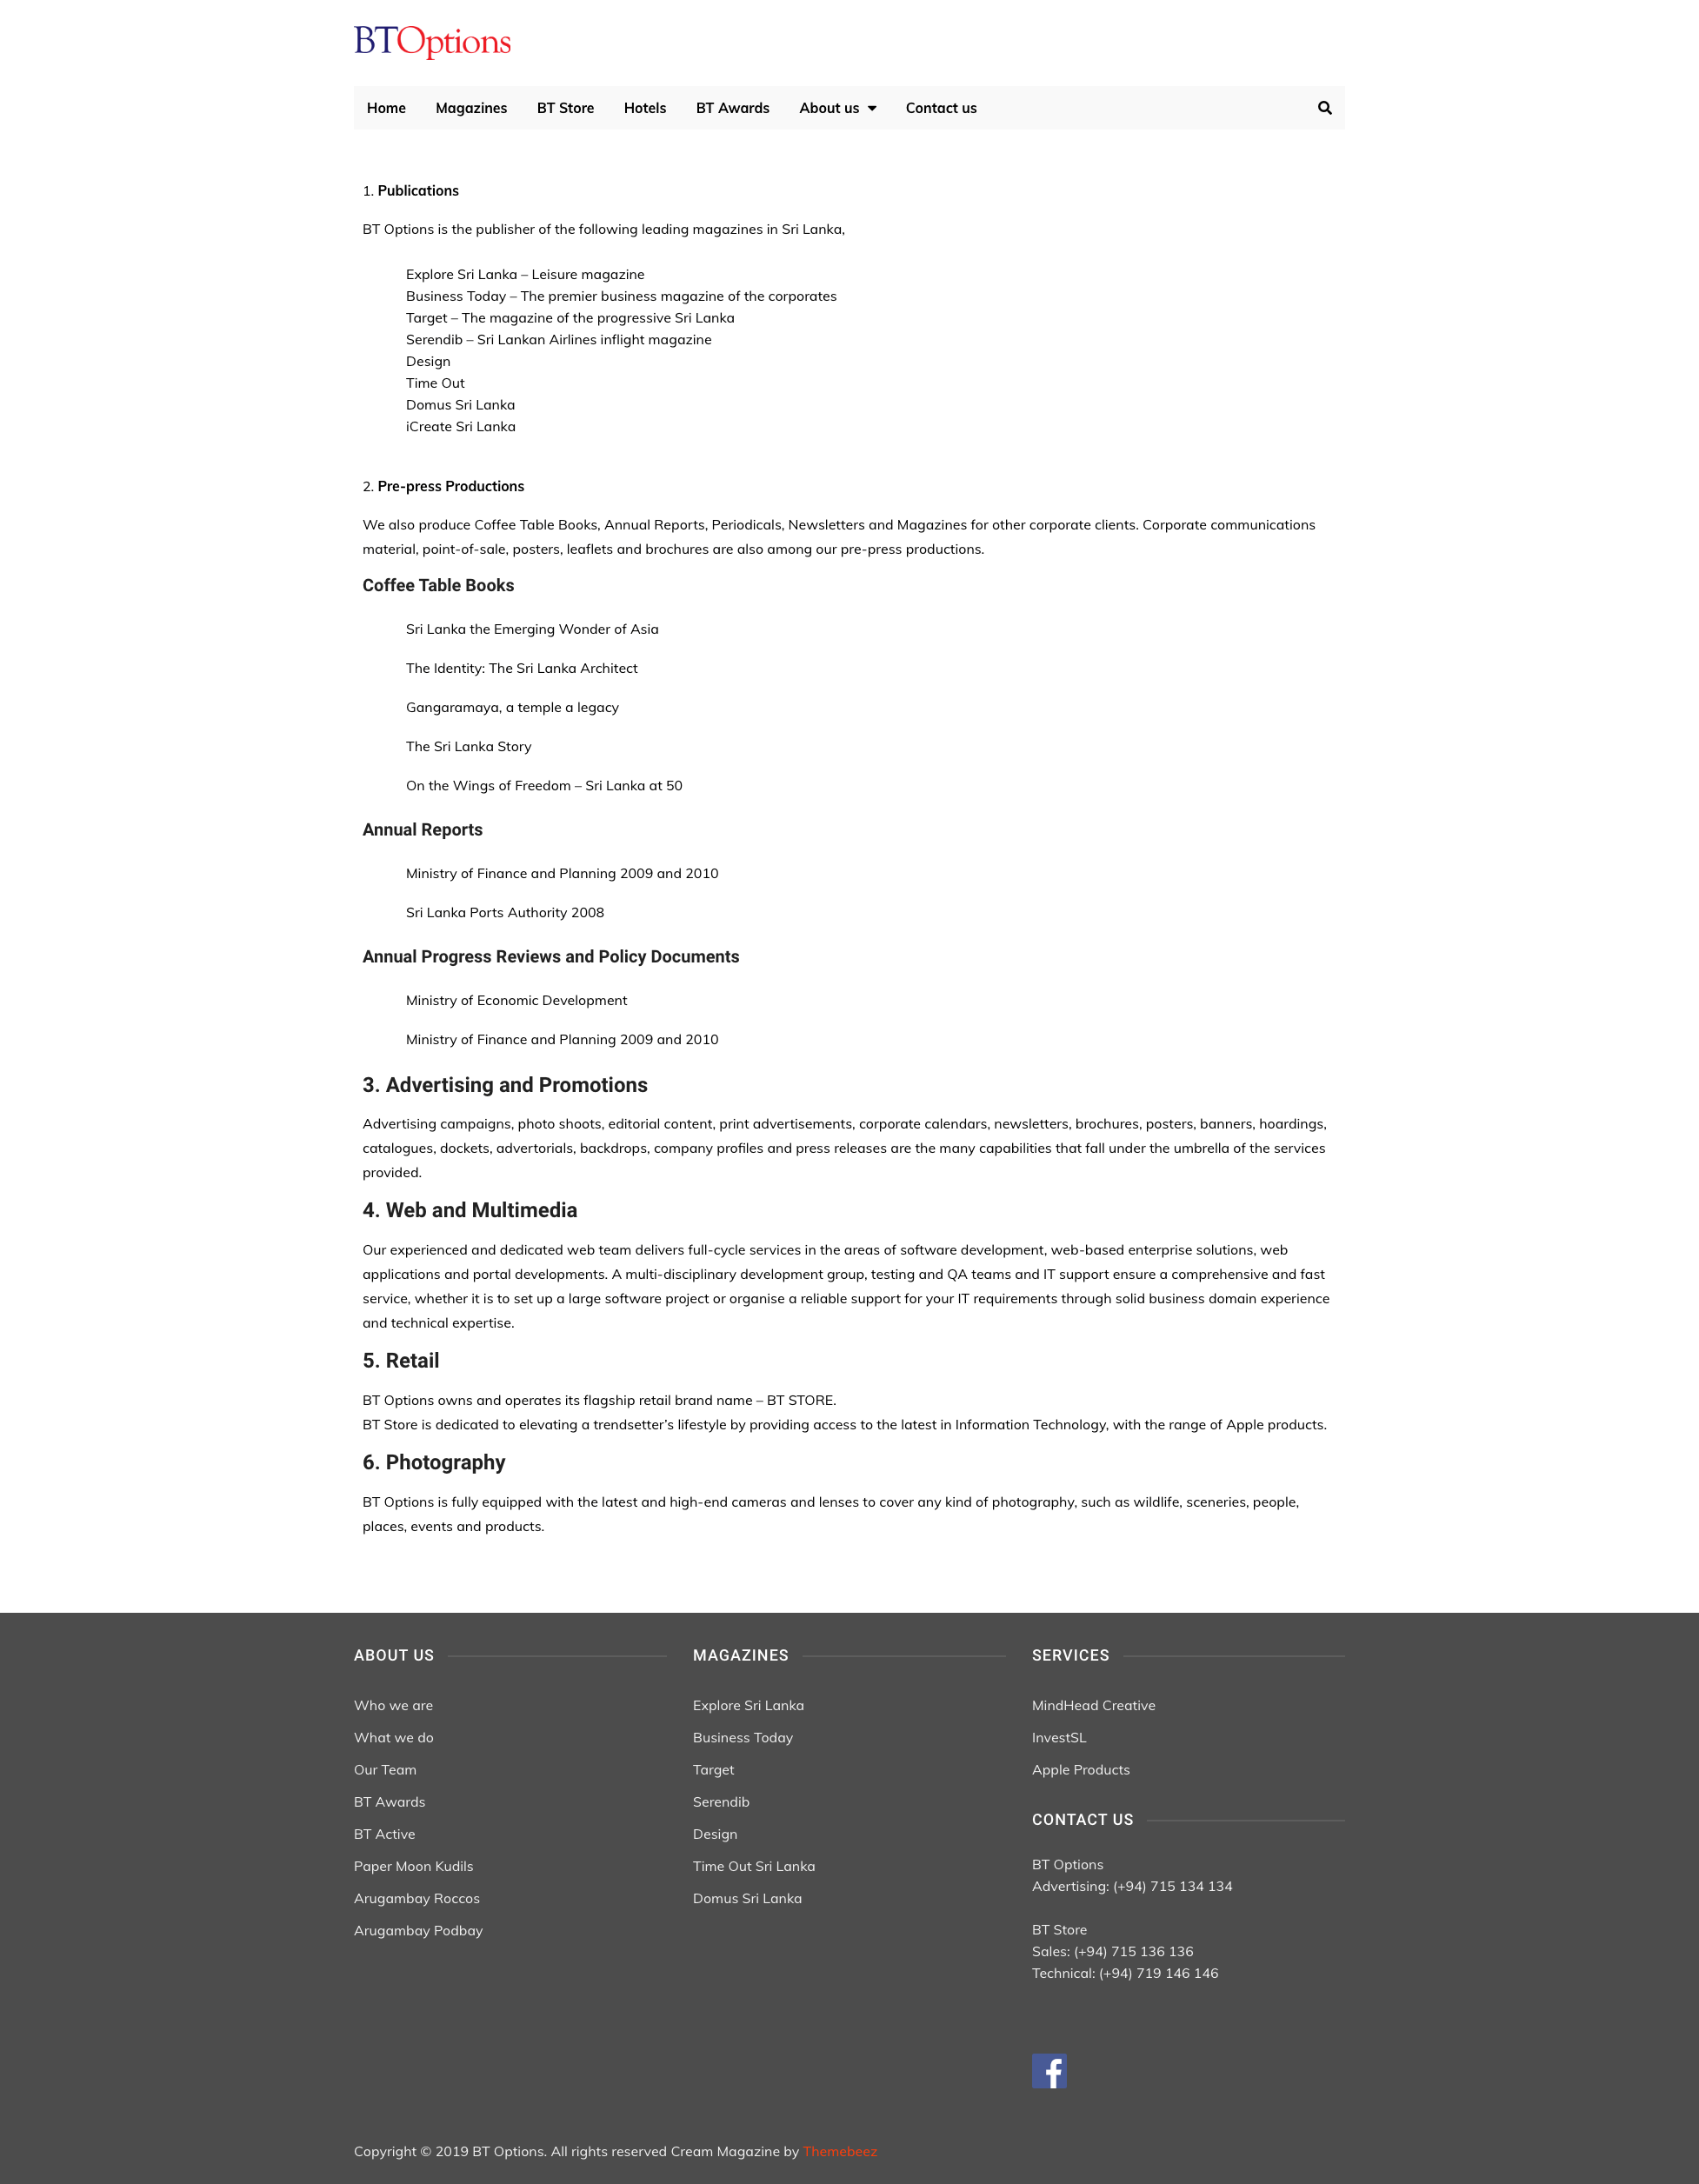 BTOptions
Home Magazines BT Store Hotels BT Awards About us Contact us
1. Publications
BT Options is the publisher of the following leading magazines in Sri Lanka,
Explore Sri Lanka – Leisure magazine
Business Today – The premier business magazine of the corporates
Target – The magazine of the progressive Sri Lanka
Serendib – Sri Lankan Airlines inflight magazine
Design
Time Out
Domus Sri Lanka
iCreate Sri Lanka
2. Pre-press Productions
We also produce Coffee Table Books, Annual Reports, Periodicals, Newsletters and Magazines for other corporate clients. Corporate communications
material, point-of-sale, posters, leaflets and brochures are also among our pre-press productions.
Coffee Table Books
Sri Lanka the Emerging Wonder of Asia
The Identity: The Sri Lanka Architect
Gangaramaya, a temple a legacy
The Sri Lanka Story
On the Wings of Freedom – Sri Lanka at 50
Annual Reports
Ministry of Finance and Planning 2009 and 2010
Sri Lanka Ports Authority 2008
Annual Progress Reviews and Policy Documents
Ministry of Economic Development
Ministry of Finance and Planning 2009 and 2010
3. Advertising and Promotions
Advertising campaigns, photo shoots, editorial content, print advertisements, corporate calendars, newsletters, brochures, posters, banners, hoardings,
catalogues, dockets, advertorials, backdrops, company profiles and press releases are the many capabilities that fall under the umbrella of the services
provided.
4. Web and Multimedia
Our experienced and dedicated web team delivers full-cycle services in the areas of software development, web-based enterprise solutions, web
applications and portal developments. A multi-disciplinary development group, testing and QA teams and IT support ensure a comprehensive and fast
service, whether it is to set up a large software project or organise a reliable support for your IT requirements through solid business domain experience
and technical expertise.
5. Retail
BT Options owns and operates its flagship retail brand name – BT STORE.
BT Store is dedicated to elevating a trendsetter’s lifestyle by providing access to the latest in Information Technology, with the range of Apple products.
6. Photography
BT Options is fully equipped with the latest and high-end cameras and lenses to cover any kind of photography, such as wildlife, sceneries, people,
places, events and products.
ABOUT US
Who we are
What we do
Our Team
BT Awards
BT Active
Paper Moon Kudils
Arugambay Roccos
Arugambay Podbay
MAGAZINES
Explore Sri Lanka
Business Today
Target
Serendib
Design
Time Out Sri Lanka
Domus Sri Lanka
SERVICES
MindHead Creative
InvestSL
Apple Products
CONTACT US
BT Options
Advertising: (+94) 715 134 134
BT Store
Sales: (+94) 715 136 136
Technical: (+94) 719 146 146
Copyright © 2019 BT Options. All rights reserved Cream Magazine by Themebeez